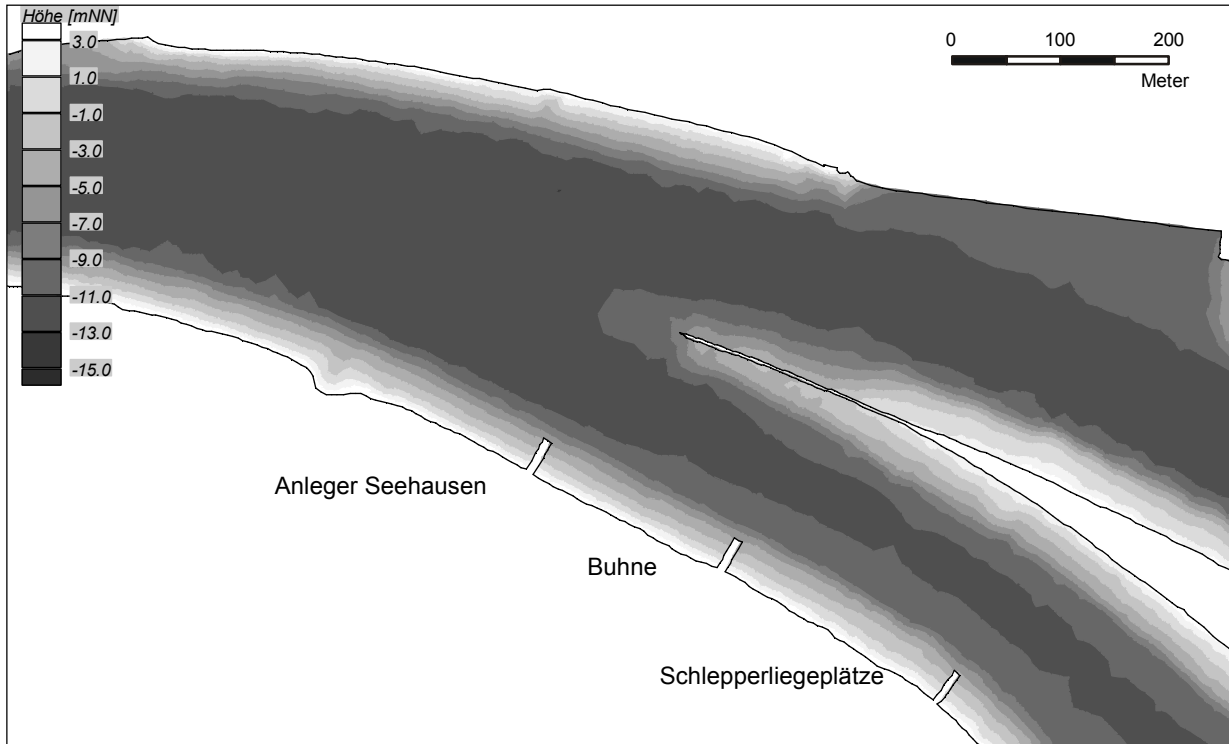 Höhe [mNN]
3.0
1.0
-1.0
-3.0
-5.0
-7.0
-9.0
-11.0
-13.0
-15.0
0 100 200
Meter
Anleger Seehausen
Buhne
Schlepperliegeplätze